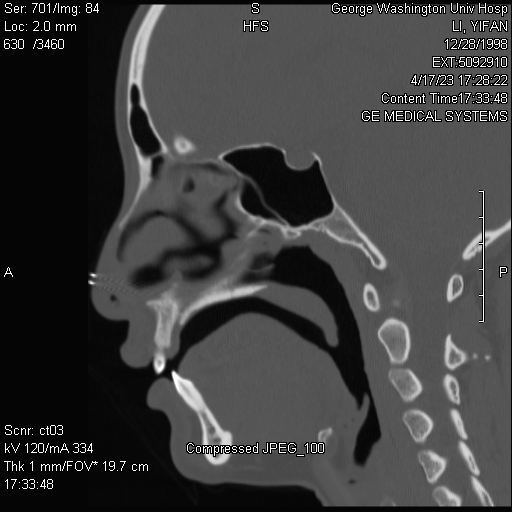 Ser: 701/Img: 84
Loc: 2.0 mm
630 /3460
S
HFS
George Washington Univ Hosp
LI, YIFAN
12/28/1998
EXT:5092910
4/17/23 17:28:22
Content Time17:33:48
GE MEDICAL SYSTEMS
A
P
Scnr: ct03
kV 120/mA 334
Thk 1 mm/FOV* 19.7 cm
17:33:48
Compressed JPEG_100